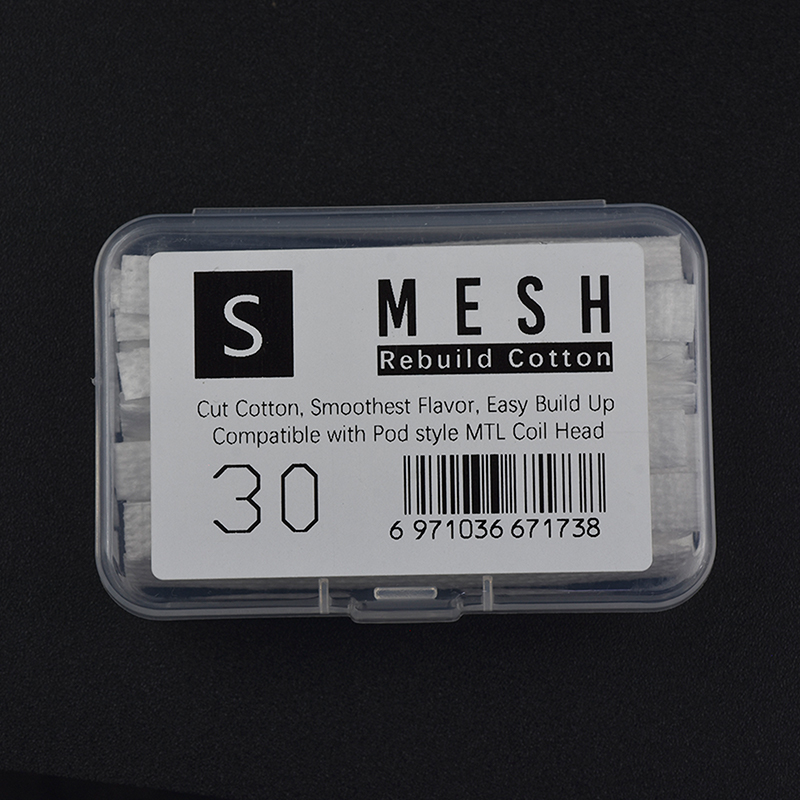 S
MESH
Rebuild Cotton
Cut Cotton, Smoothest Flavor, Easy Build Up
Compatible with Pod style MTL Coil Head
30
6 971036 671738